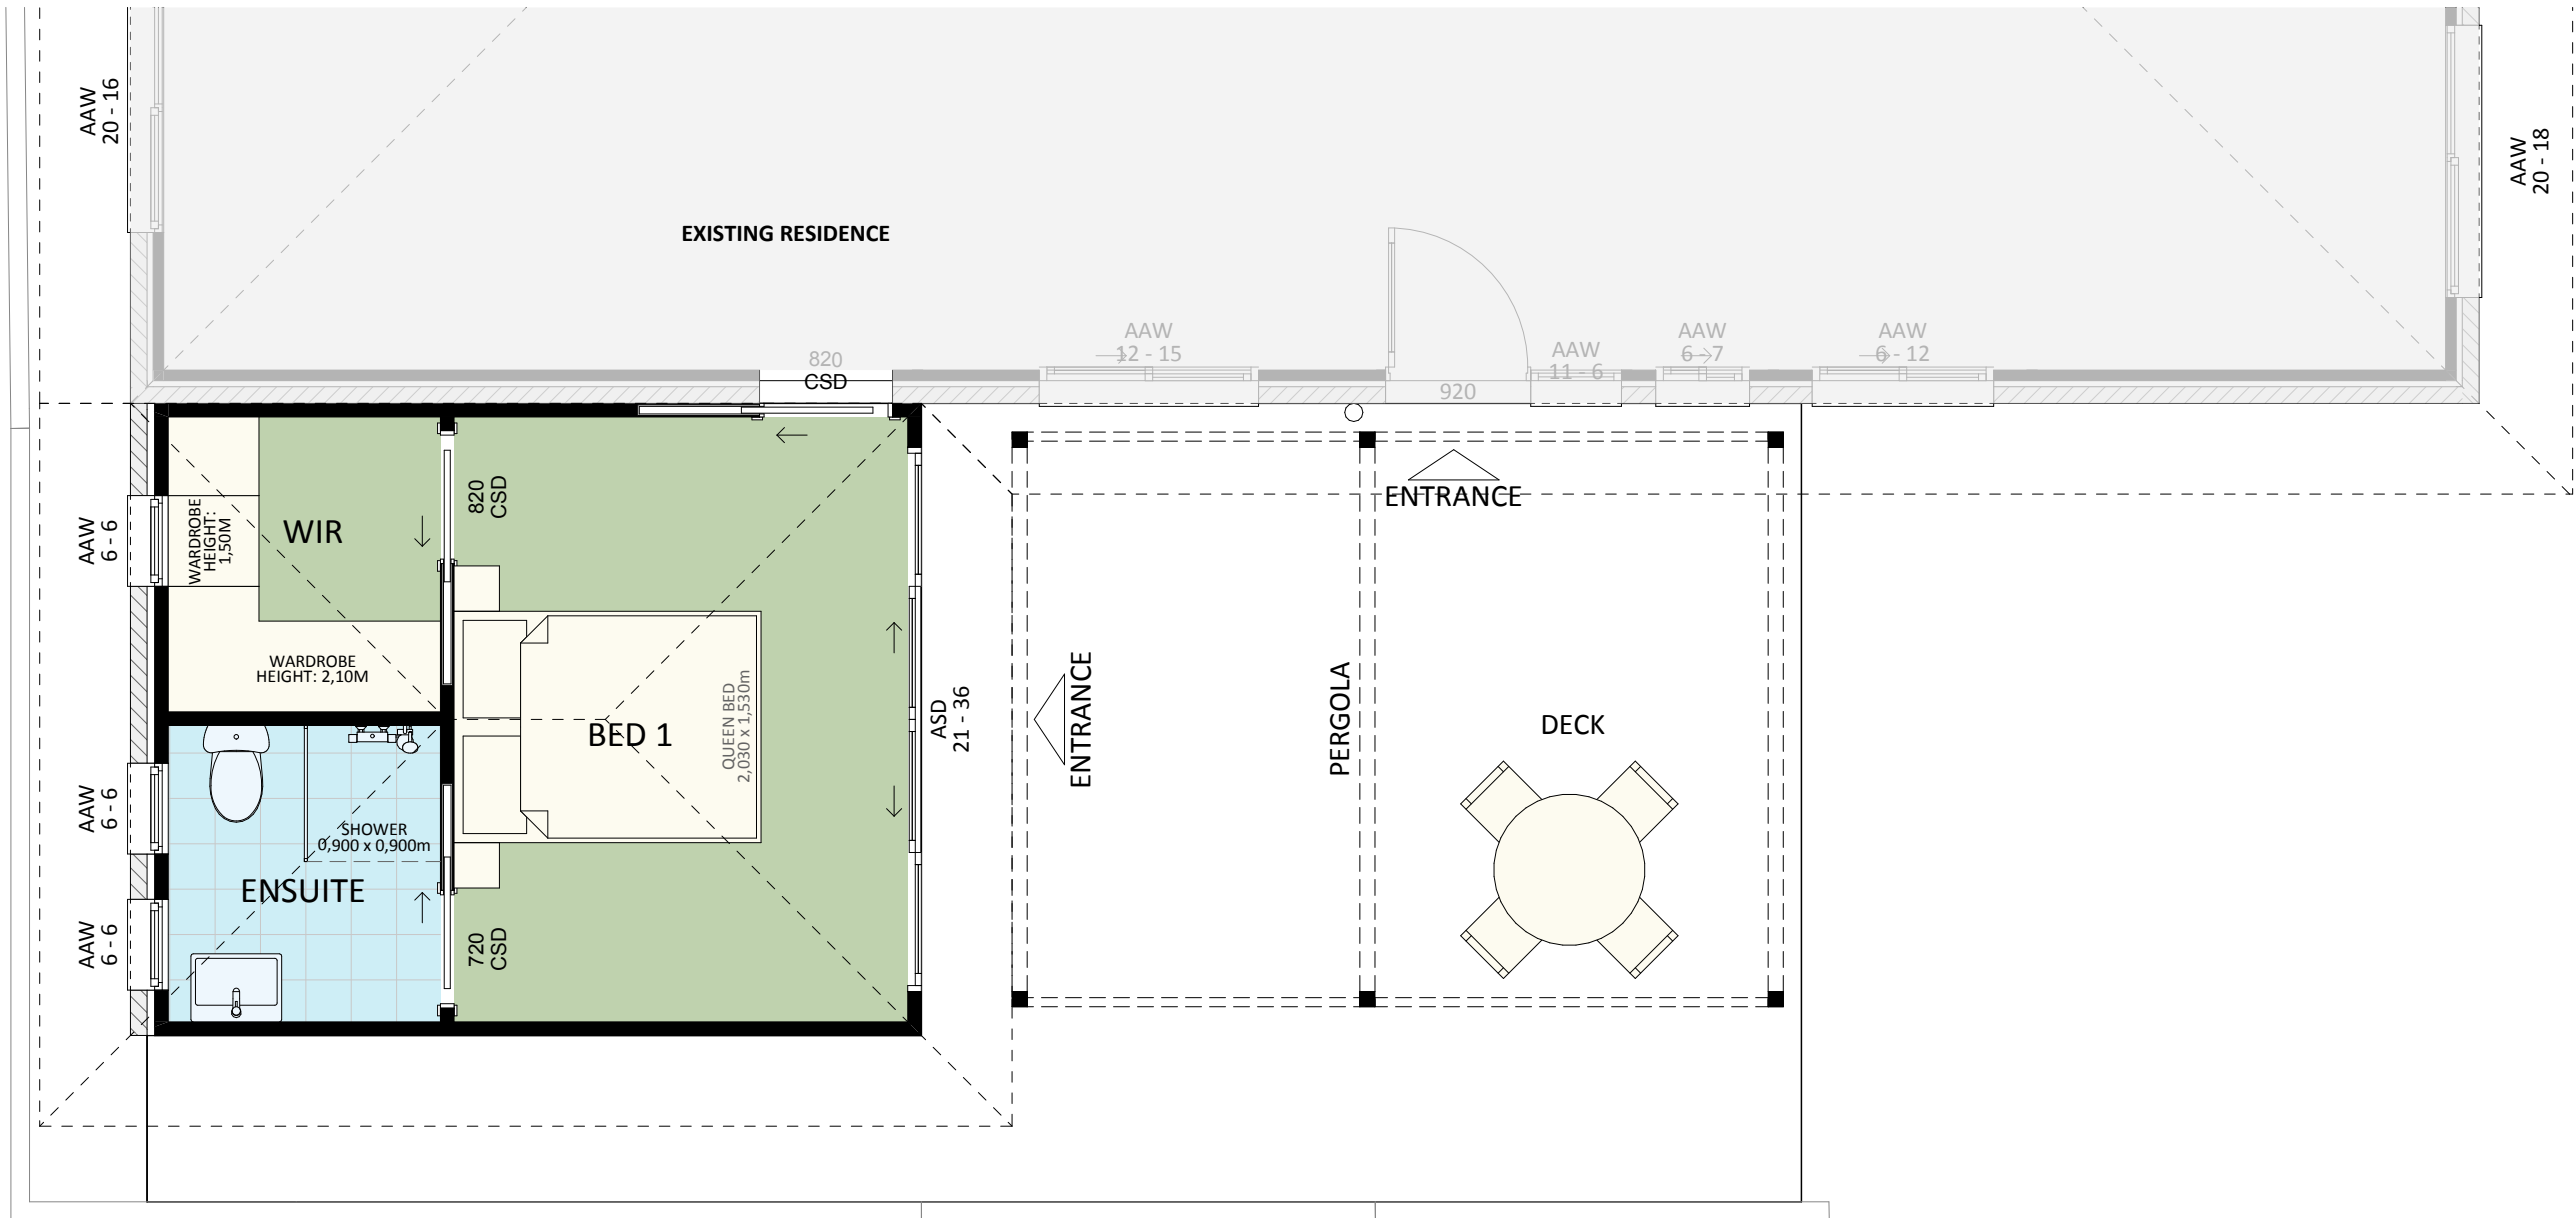 AAW
20 - 16
AAW
20 - 18
EXISTING RESIDENCE
820
CSD
AAW
12 - 15
920
AAW
11 - 6
AAW
6 - 7
AAW
6 - 12
AAW
6 - 6
WARDROBE
HEIGHT:
1,50M
WIR
820
CSD
WARDROBE
HEIGHT: 2,10M
ENTRANCE
BED 1
QUEEN BED
2,030 x 1,530m
ASD
21 - 36
ENTRANCE
PERGOLA
DECK
AAW
6 - 6
SHOWER
0,900 x 0,900m
ENSUITE
AAW
6 - 6
720
CSD